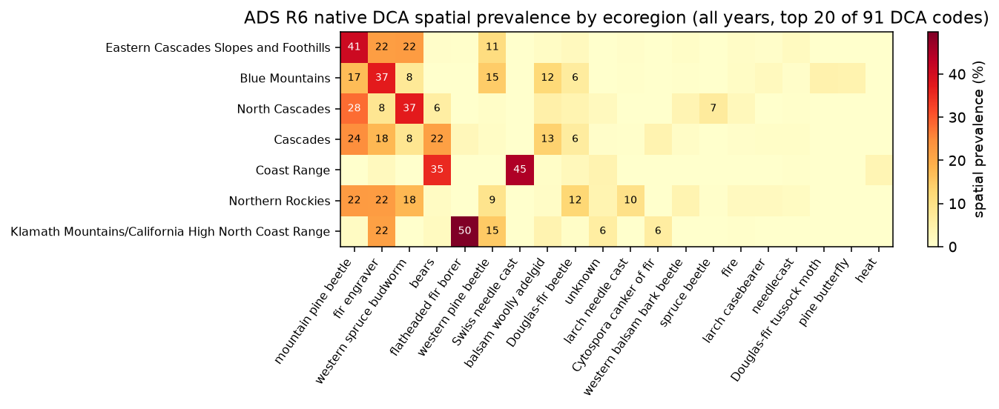 ADS R6 native DCA spatial prevalence by ecoregion (all years, top 20 of 91 DCA codes)
Eastern Cascades Slopes and Foothills 41 22 22 11
Blue Mountains 17 37 8 15 12 6
North Cascades 28 8 37 6 7
Cascades 24 18 8 22 13 6
Coast Range 35 45
Northern Rockies 22 22 18 9 12 10
Klamath Mountains/California High North Coast Range 22 50 15 6 6
mountain pine beetle
fir engraver
western spruce budworm
bears
flatheaded fir borer
western pine beetle
Swiss needle cast
balsam woolly adelgid
Douglas-fir beetle
unknown
larch needle cast
Cytospora canker of fir
western balsam bark beetle
spruce beetle
fire
larch casebearer
needlecast
Douglas-fir tussock moth
pine butterfly
heat
40
30
20
10
0
spatial prevalence (%)